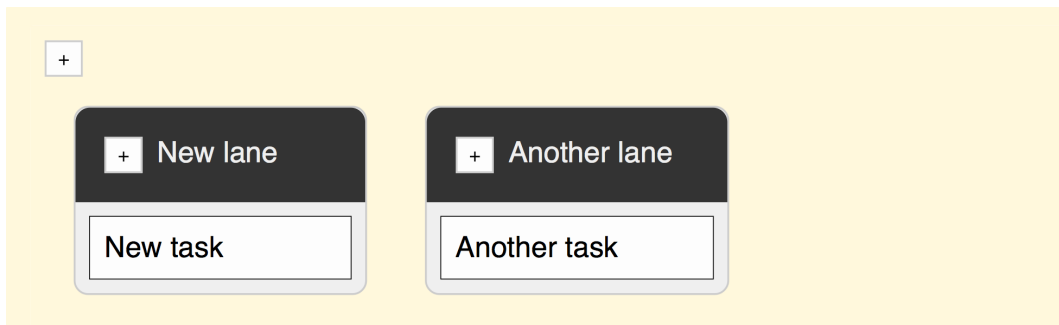 +
+ New lane
New task
+ Another lane
Another task